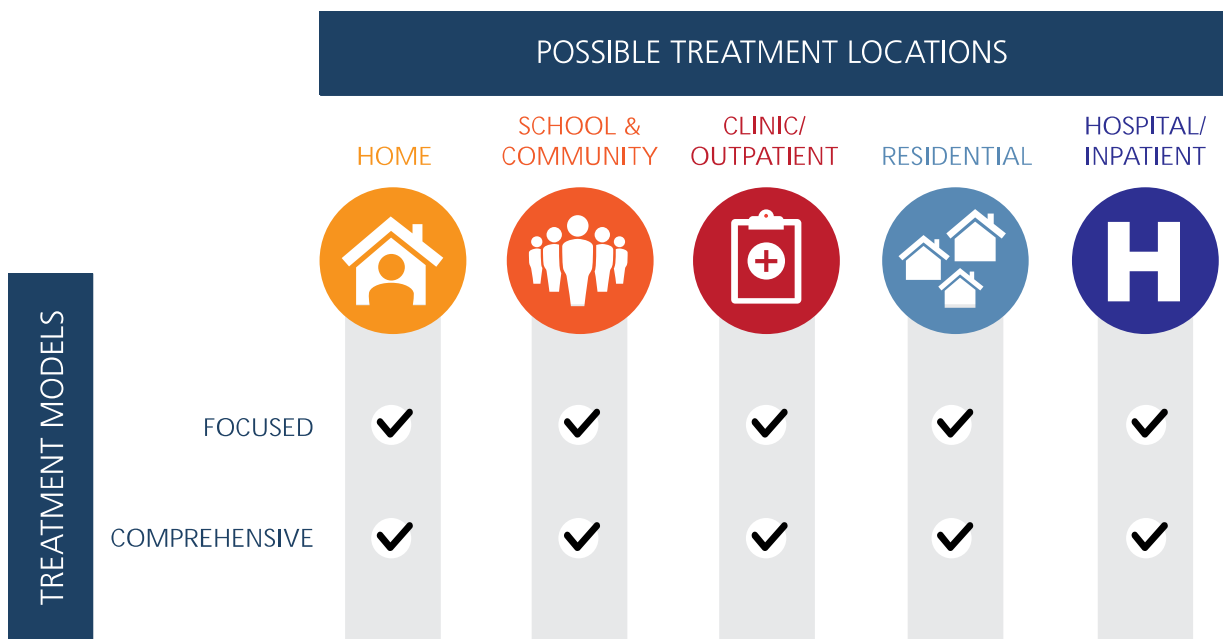 POSSIBLE TREATMENT LOCATIONS
HOME
SCHOOL &
COMMUNITY
CLINIC/
OUTPATIENT
RESIDENTIAL
HOSPITAL/
INPATIENT
H
TREATMENT MODELS
FOCUSED
COMPREHENSIVE